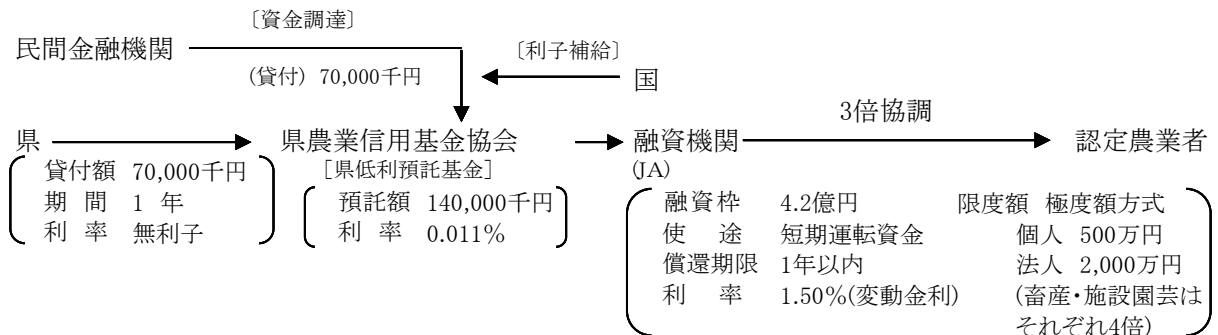 〔資金調達〕
民間金融機関
〔利子補給〕
(貸付) 70,000千円
国
3倍協調
県
県農業信用基金協会
融資機関
認定農業者
(JA)
貸付額 70,000千円
期 間 1 年
利 率 無利子
[県低利預託基金]
預託額 140,000千円
利 率 0.011%
融資枠 4.2億円
使 途 短期運転資金
償還期限 1年以内
利 率 1.50%(変動金利)
限度額 極度額方式
個人 500万円
法人 2,000万円
(畜産・施設園芸は
それぞれ4倍)